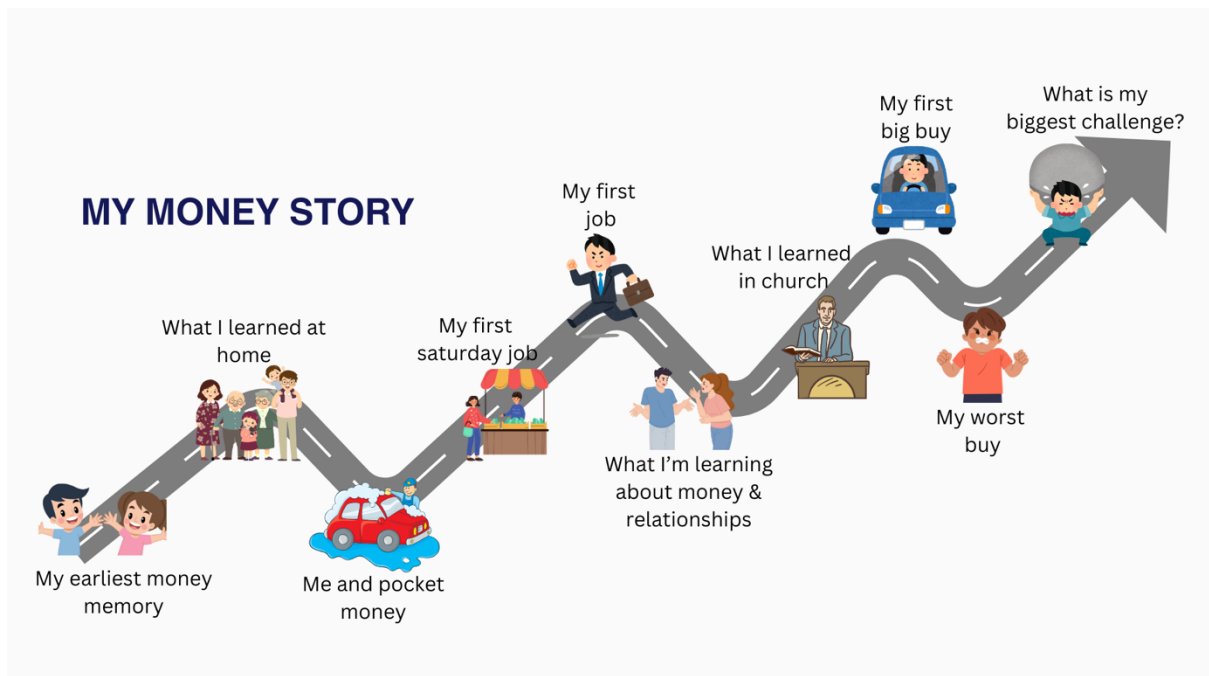 MY MONEY STORY
My earliest money
memory
What I learned at
home
Me and pocket
money
My first
saturday job
My first
job
What I'm learning
about money &
relationships
What I learned
in church
My first
big buy
My worst
buy
What is my
biggest challenge?